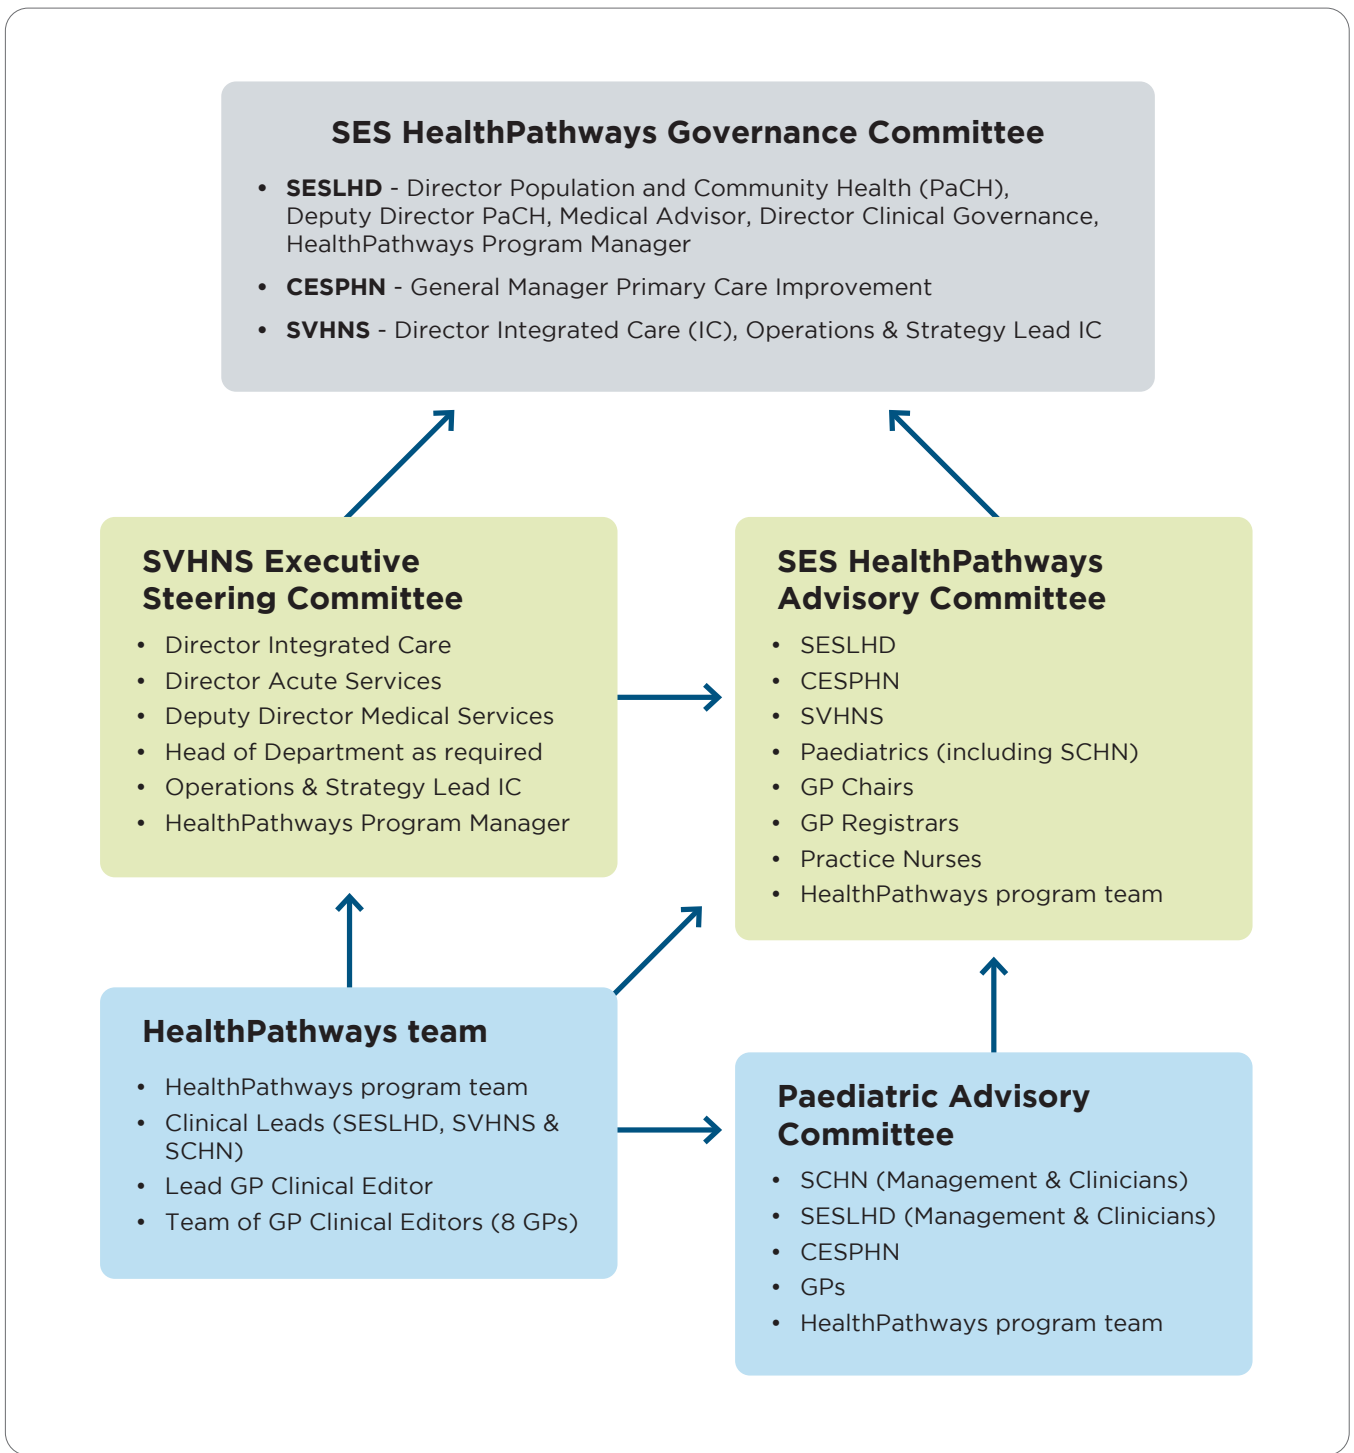 SES HealthPathways Governance Committee
• SESLHD - Director Population and Community Health (PaCH),
Deputy Director PaCH, Medical Advisor, Director Clinical Governance,
HealthPathways Program Manager
• CESPHN - General Manager Primary Care Improvement
• SVHNS - Director Integrated Care (IC), Operations & Strategy Lead IC
SVHNS Executive
Steering Committee
• Director Integrated Care
• Director Acute Services
• Deputy Director Medical Services
• Head of Department as required
• Operations & Strategy Lead IC
• HealthPathways Program Manager
SES HealthPathways
Advisory Committee
• SESLHD
• CESPHN
• SVHNS
• Paediatrics (including SCHN)
• GP Chairs
• GP Registrars
• Practice Nurses
• HealthPathways program team
HealthPathways team
• HealthPathways program team
• Clinical Leads (SESLHD, SVHNS &
SCHN)
• Lead GP Clinical Editor
• Team of GP Clinical Editors (8 GPs)
Paediatric Advisory
Committee
• SCHN (Management & Clinicians)
• SESLHD (Management & Clinicians)
• CESPHN
• GPs
• HealthPathways program team